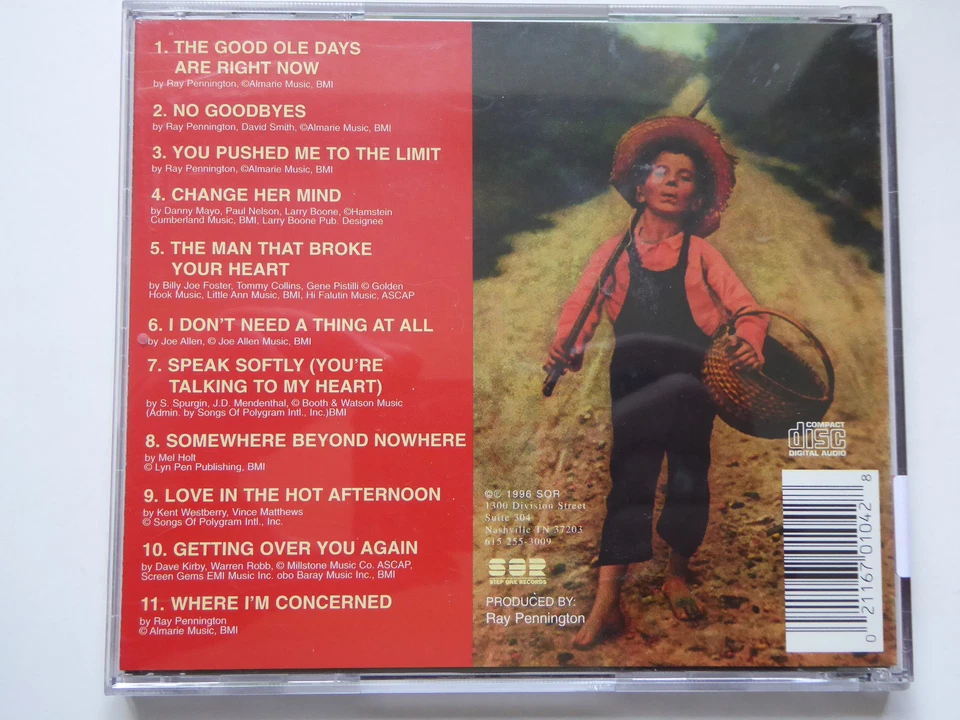 1. THE GOOD OLE DAYS
ARE RIGHT NOW
by Ray Pennington, ©Almarie Music, BMI
2. NO GOODBYES
by Ray Pennington, David Smith, ©Almarie Music, BMI
3. YOU PUSHED ME TO THE LIMIT
by Ray Pennington, ©Almarie Music, BMI
4. CHANGE HER MIND
by Danny Mayo, Paul Nelson, Larry Boone, ©Hamstein
Cumberland Music, BMI, Larry Boone Pub. Designee
5. THE MAN THAT BROKE
YOUR HEART
by Billy Joe Foster, Tommy Collins, Gene Pistilli © Golden
Hook Music, Little Ann Music, BMI, Hi Falutin Music, ASCAP
6. I DON'T NEED A THING AT ALL
by Joe Allen, © Joe Allen Music, BMI
7. SPEAK SOFTLY (YOU'RE
TALKING TO MY HEART)
by S. Spurgin, J.D. Mendenthal, © Booth & Watson Music
(Admin. by Songs Of Polygram Intl., Inc.)BMI
8. SOMEWHERE BEYOND NOWHERE
by Mel Holt
© Lyn Pen Publishing, BMI
9. LOVE IN THE HOT AFTERNOON
by Kent Westberry, Vince Matthews
© Songs Of Polygram Intl., Inc.
10. GETTING OVER YOU AGAIN
by Dave Kirby, Warren Robb, © Millstone Music Co. ASCAP,
Screen Gems EMI Music Inc. obo Baray Music Inc., BMI
11. WHERE I'M CONCERNED
by Ray Pennington
© Almarie Music, BMI
©℗ 1996 SOR
1300 Division Street
Suite 304
Nashville TN 37203
615-255-3009
SOR
STEP ONE RECORDS
PRODUCED BY:
Ray Pennington
COMPACT
disc
DIGITAL AUDIO
0 21167 01042 8